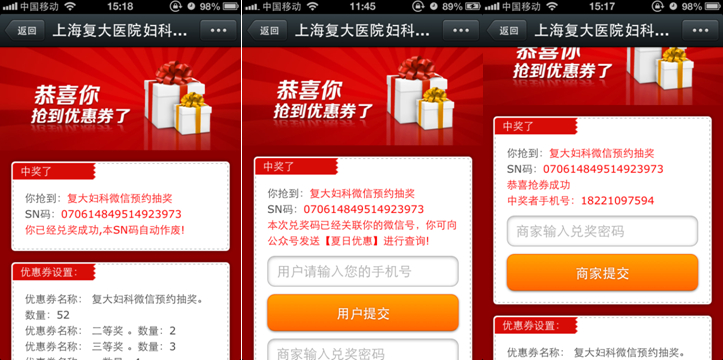 中国移动 15:18 98%
返回 上海复大医院妇科...
恭喜你
抢到优惠券了
中奖了
你抢到：复大妇科微信预约抽奖
SN码：070614849514923973
你已经兑奖成功,本SN码自动作废!
优惠券设置：
优惠券名称： 复大妇科微信预约抽奖。
数量：52
优惠券名称： 二等奖 。数量：2
优惠券名称： 三等奖 。数量：3
中国移动 11:45 89%
返回 上海复大医院妇科...
恭喜你
抢到优惠券了
中奖了
你抢到：复大妇科微信预约抽奖
SN码：070614849514923973
本次兑奖码已经关联你的微信号，你可向
公众号发送【夏日优惠】进行查询!
用户请输入您的手机号
用户提交
商家输入兑奖密码
中国移动 15:17 98%
返回 上海复大医院妇科...
抢到优惠券了
中奖了
你抢到：复大妇科微信预约抽奖
SN码：070614849514923973
恭喜抢券成功
中奖者手机号：18221097594
商家输入兑奖密码
商家提交
优惠券设置：
优惠券名称： 复大妇科微信预约抽奖。